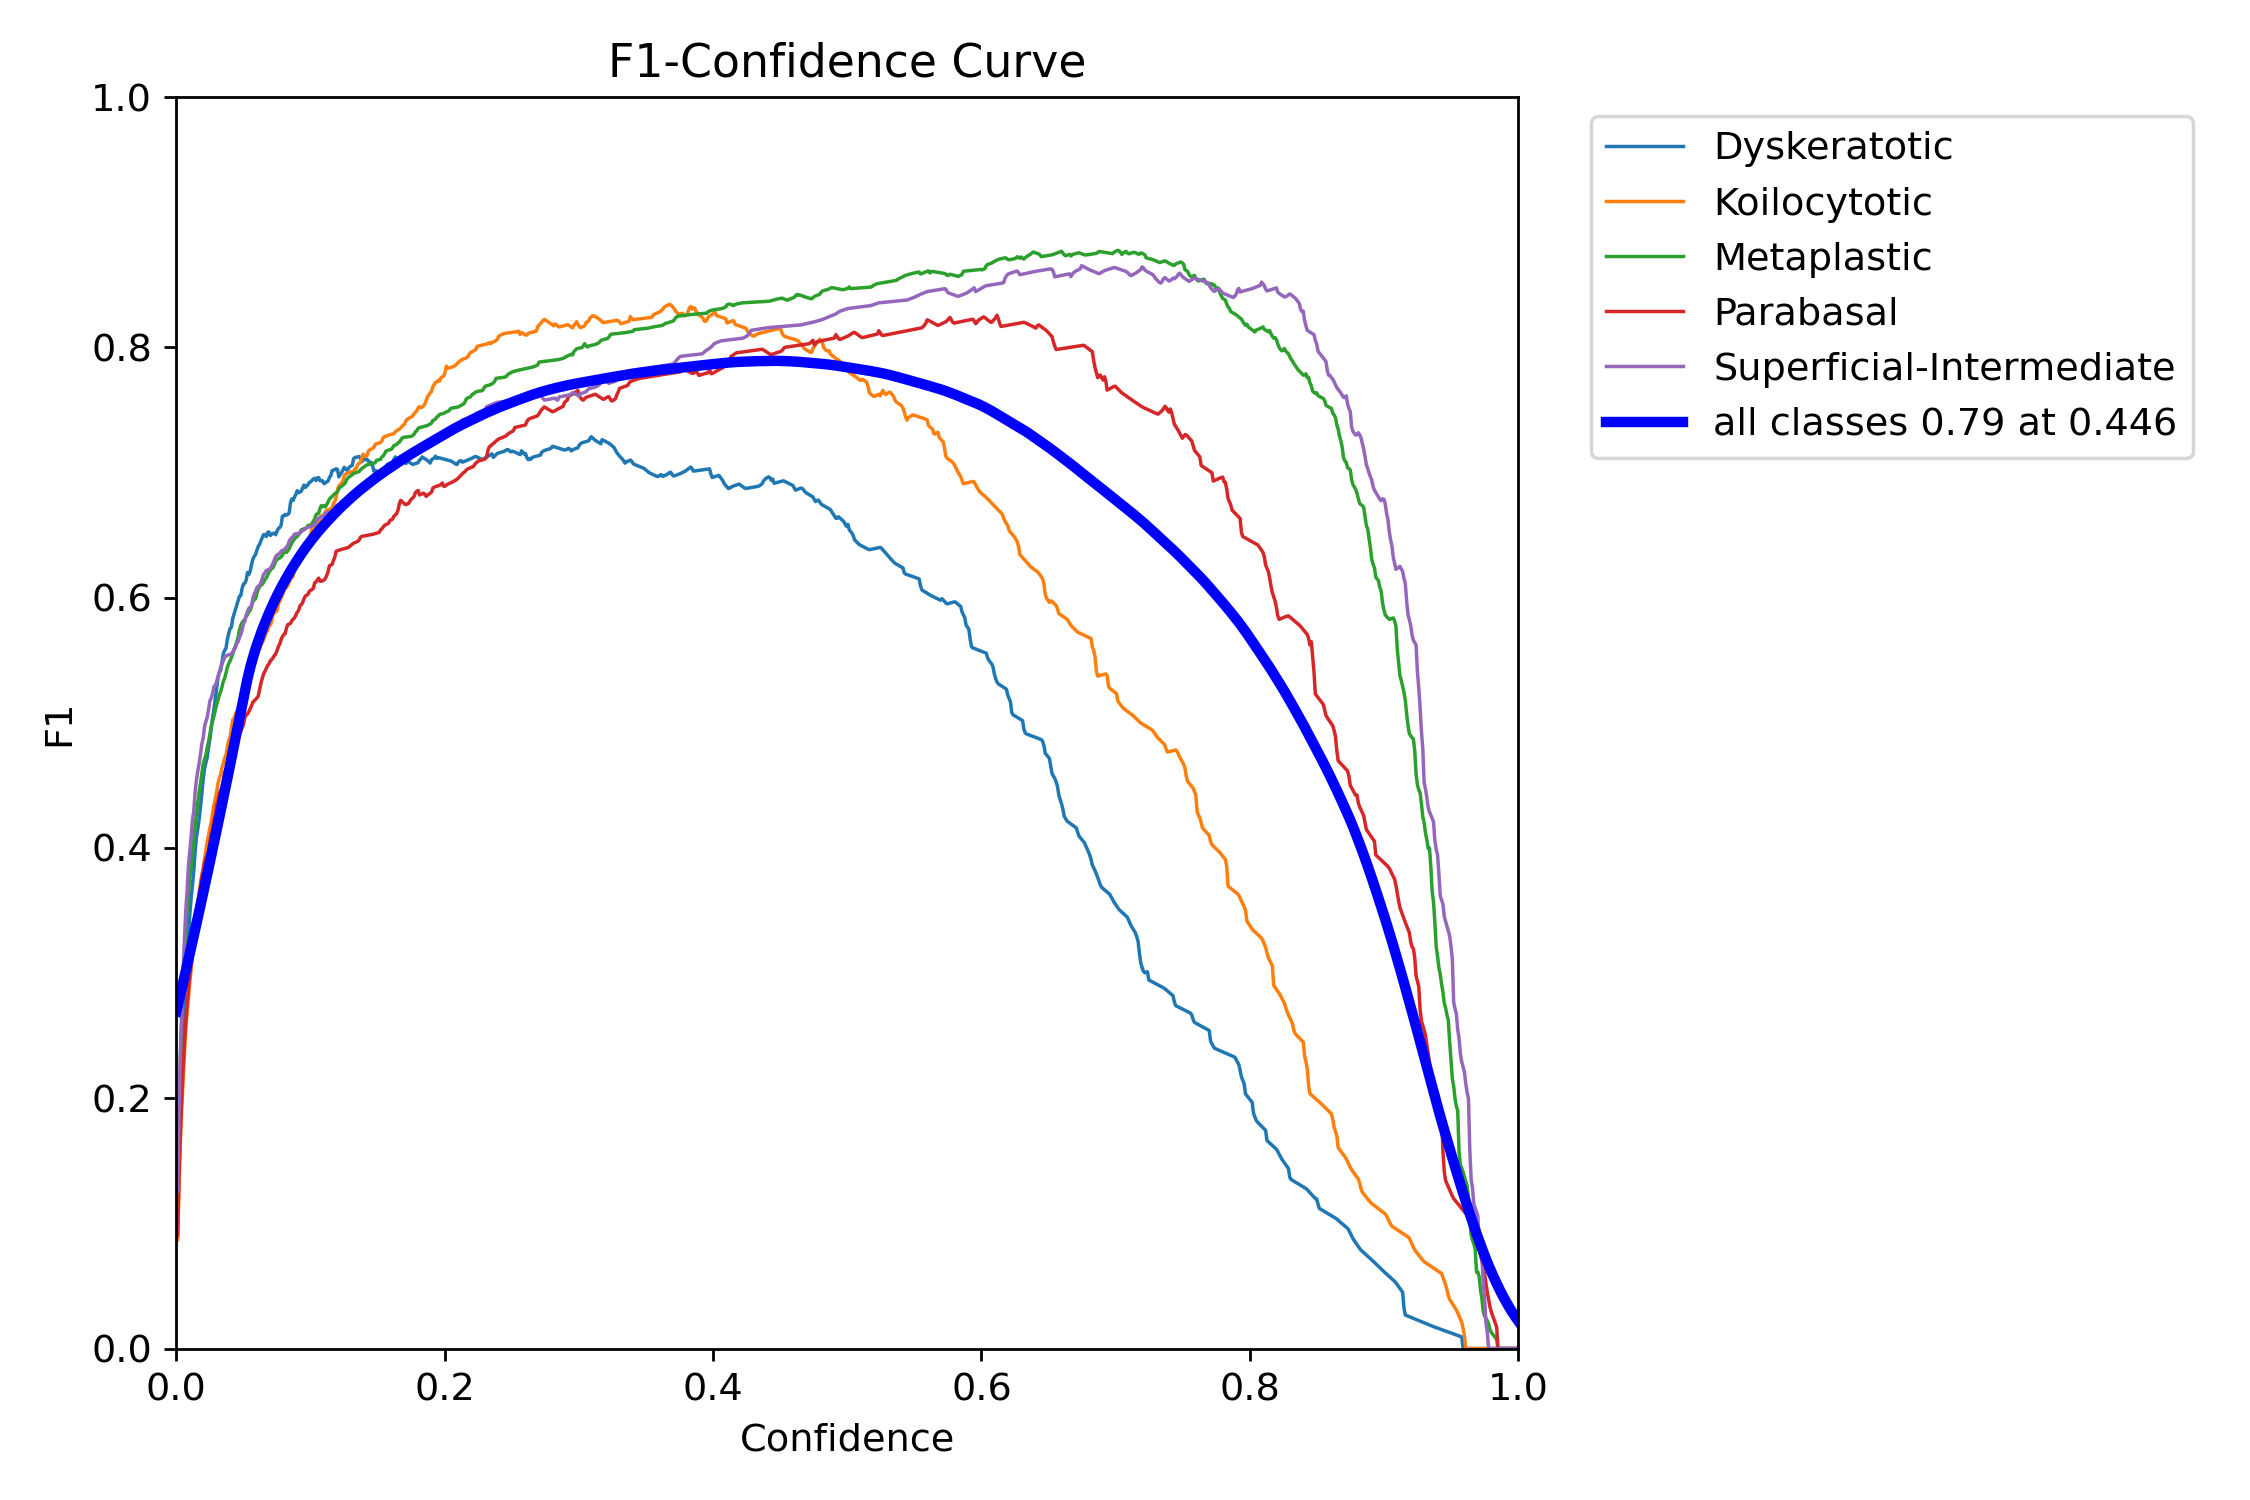 F1-Confidence Curve
1.0
0.8
0.6
0.4
0.2
0.0
F1
0.0 0.2 0.4 0.6 0.8 1.0
Confidence
Dyskeratotic
Koilocytotic
Metaplastic
Parabasal
Superficial-Intermediate
all classes 0.79 at 0.446